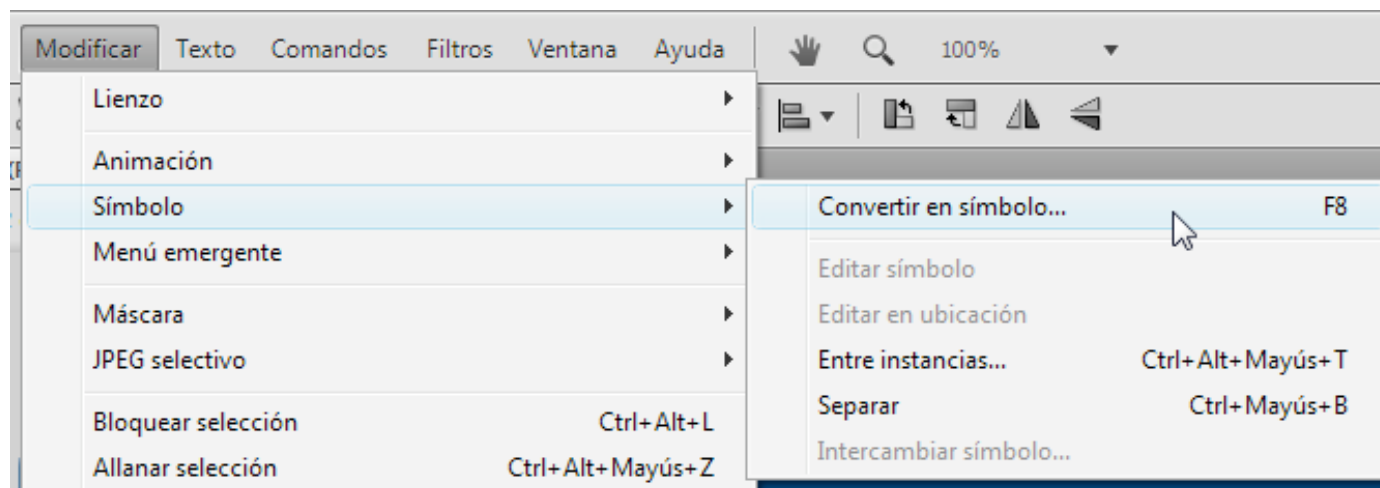 Modificar Texto Comandos Filtros Ventana Ayuda 100%
Lienzo
Animación
Símbolo
Menú emergente
Máscara
JPEG selectivo
Bloquear selección Ctrl+Alt+L
Allanar selección Ctrl+Alt+Mayús+Z
Convertir en símbolo... F8
Editar símbolo
Editar en ubicación
Entre instancias... Ctrl+Alt+Mayús+T
Separar Ctrl+Mayús+B
Intercambiar símbolo...